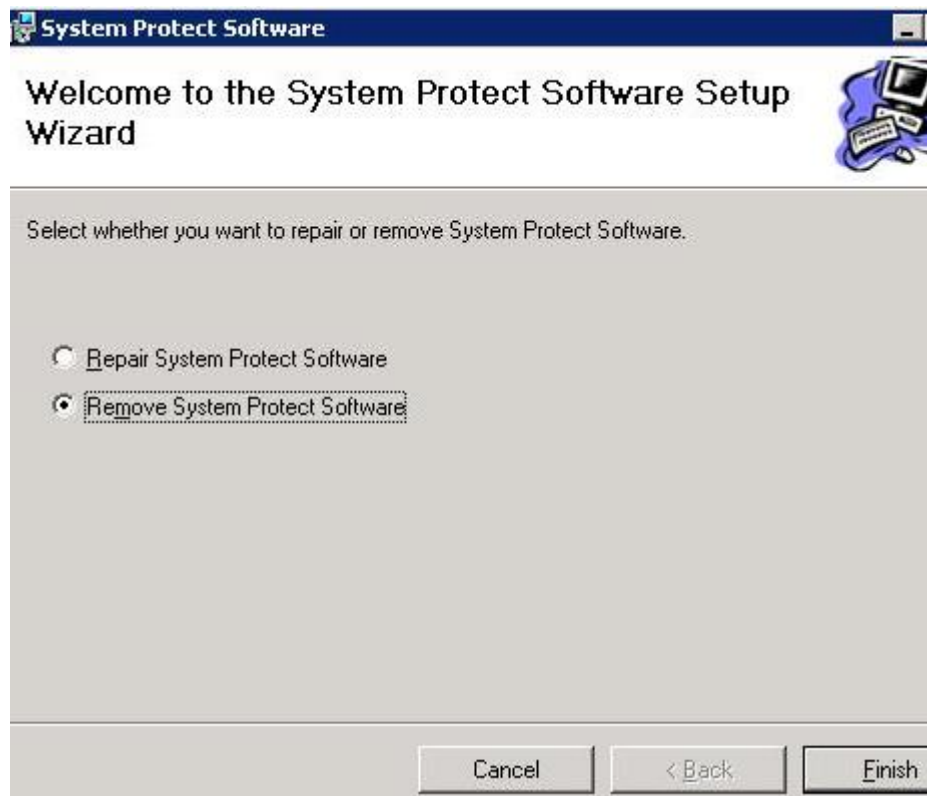 System Protect Software
Welcome to the System Protect Software Setup
Wizard
Select whether you want to repair or remove System Protect Software.
Repair System Protect Software
Remove System Protect Software
Cancel
< Back
Finish